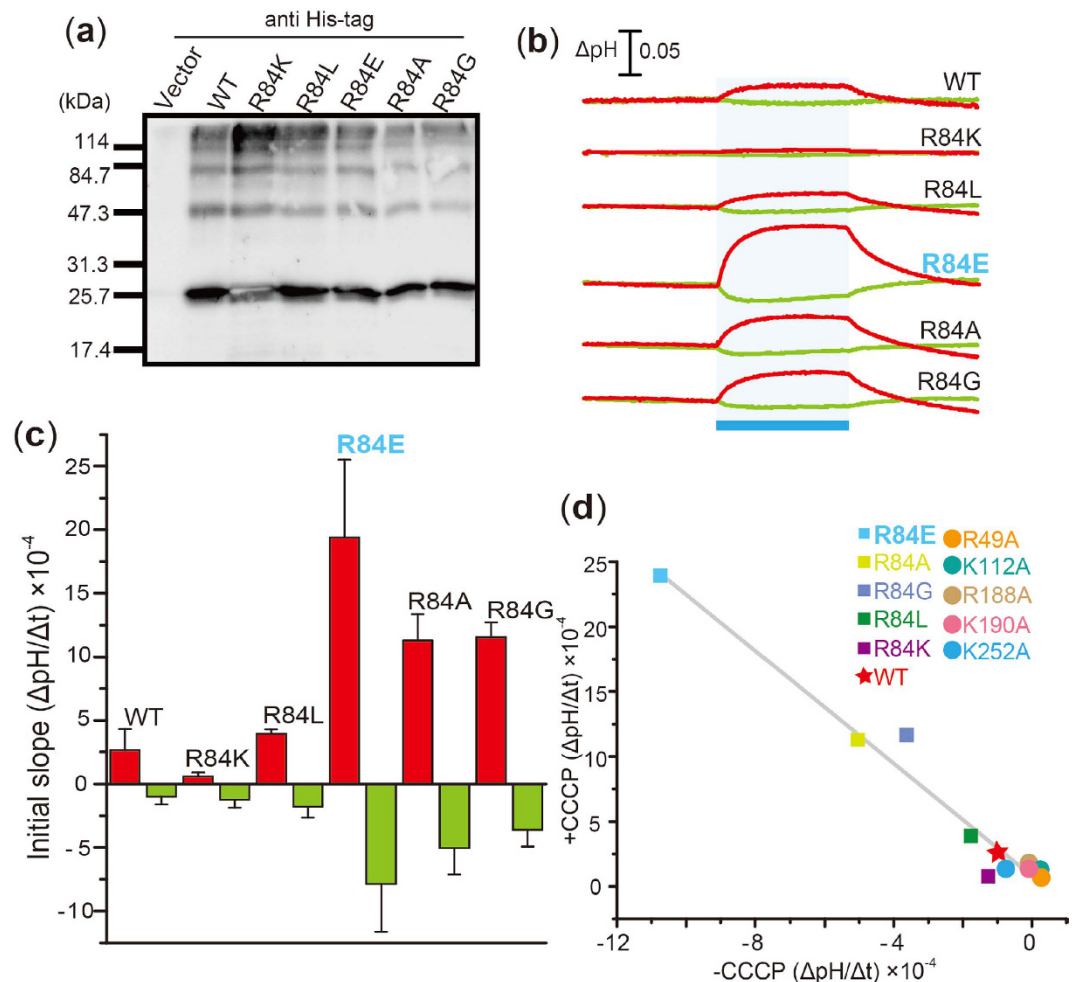 (a)
anti His-tag
Vector WT R84K R84L R84E R84A R84G
(kDa)
114
84.7
47.3
31.3
25.7
17.4
(b)
ΔpH 0.05
WT
R84K
R84L
R84E
R84A
R84G
(c)
Initial slope (ΔpH/Δt) ×10-4
25
20
15
10
5
0
-5
-10
WT
R84K
R84L
R84E
R84A
R84G
(d)
R84E R49A
R84A K112A
R84G R188A
R84L K190A
R84K K252A
WT
+CCCP (ΔpH/Δt) ×10-4
25
20
15
10
5
0
-12 -8 -4 0
-CCCP (ΔpH/Δt) ×10-4